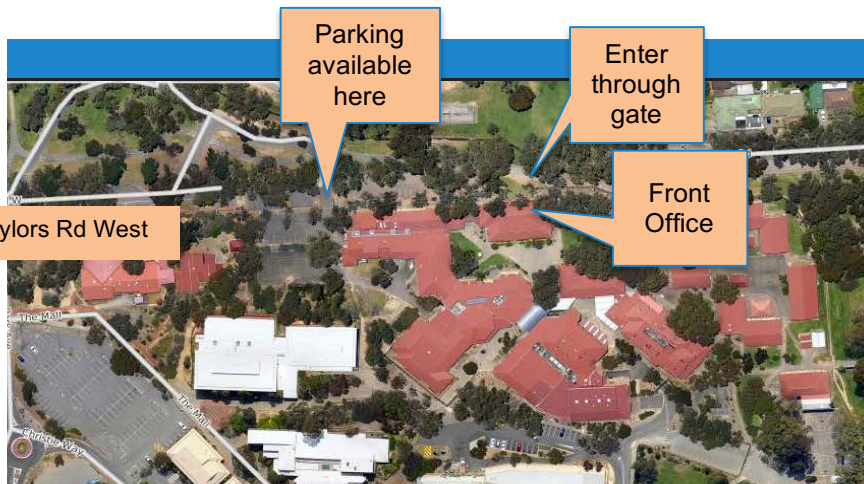 Parking
available
here
Enter
through
gate
Front
Office
ylors Rd West
The Mall
The Mall
Christie Way